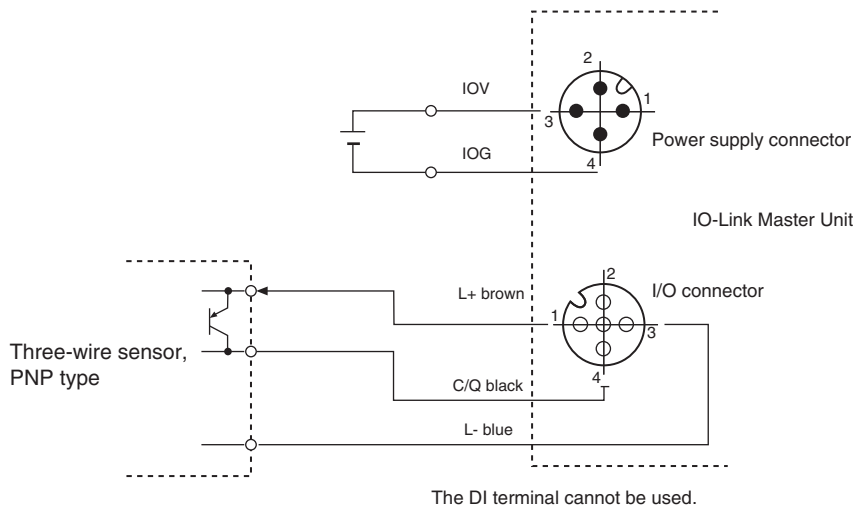 2
IOV
1
3
Power supply connector
IOG
4
IO-Link Master Unit
2
L+ brown
I/O connector
1
3
Three-wire sensor,
PNP type
4
C/Q black
L- blue
The DI terminal cannot be used.